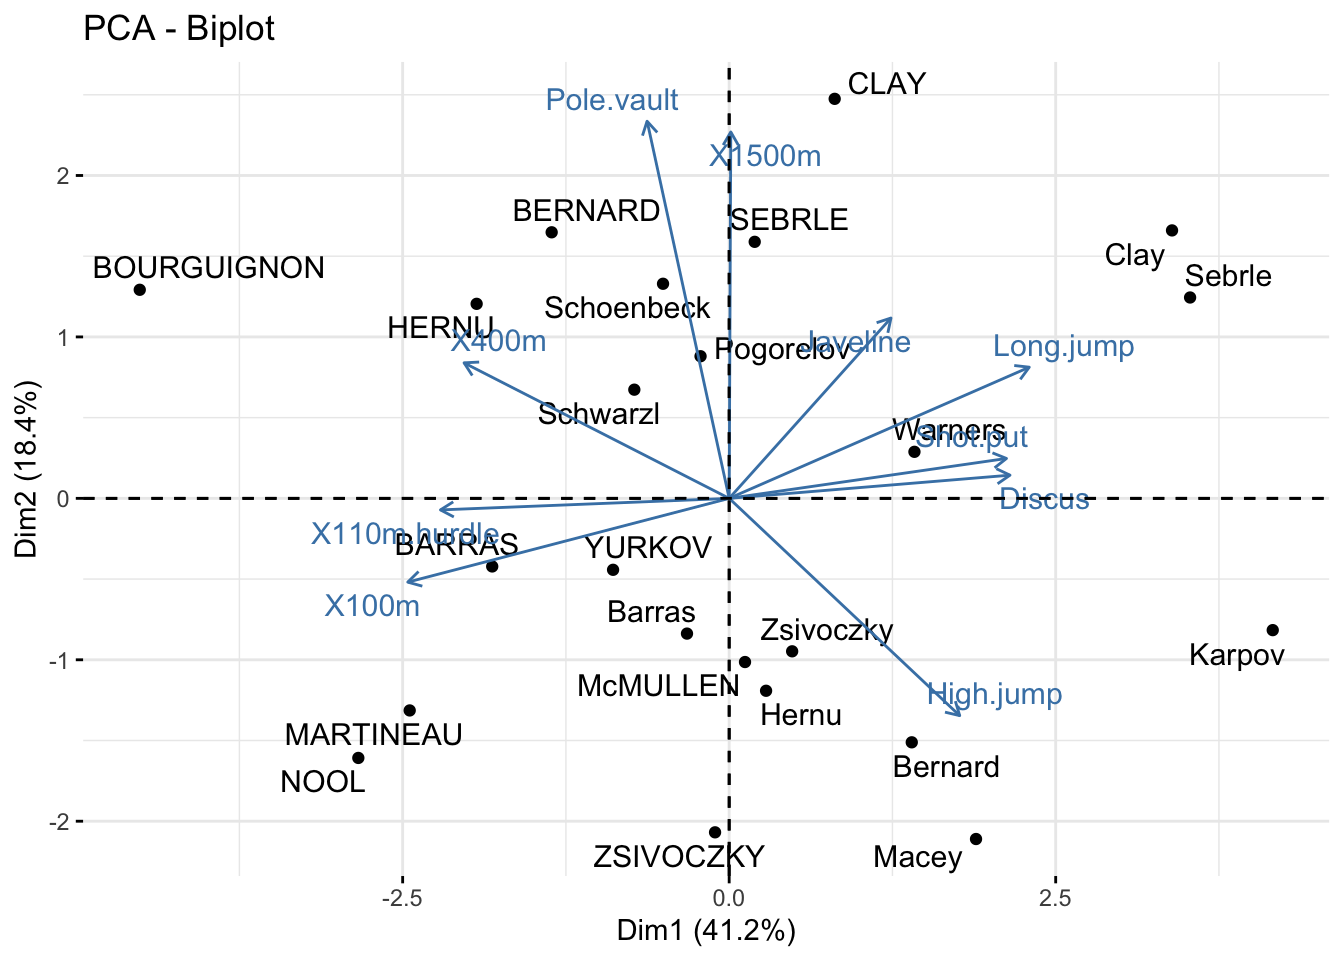 PCA - Biplot
CLAY
Pole.vault
X1500m
2
BERNARD
SEBRLE
Clay
BOURGUIGNON
Sebrle
Schoenbeck
HERNU
X400m
1
Pogorelov
Javeline
Long.jump
Schwarzl
Warners
Shot.put
0
Discus
X110m.hurdle
BARRAS
YURKOV
X100m
Barras
Zsivoczky
-1
Karpov
McMULLEN
High.jump
Hernu
MARTINEAU
Bernard
NOOL
-2
ZSIVOCZKY
Macey
-2.5
0.0
2.5
Dim1 (41.2%)
Dim2 (18.4%)